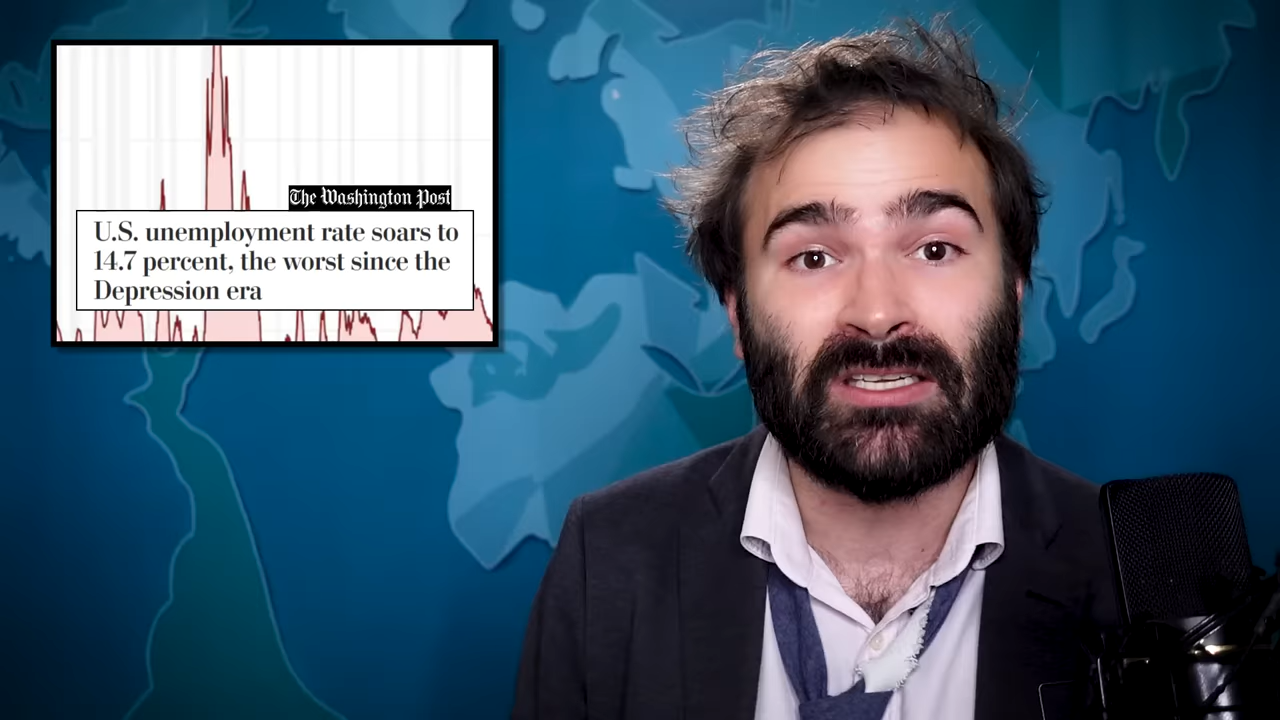 The Washington Post
U.S. unemployment rate soars to
14.7 percent, the worst since the
Depression era